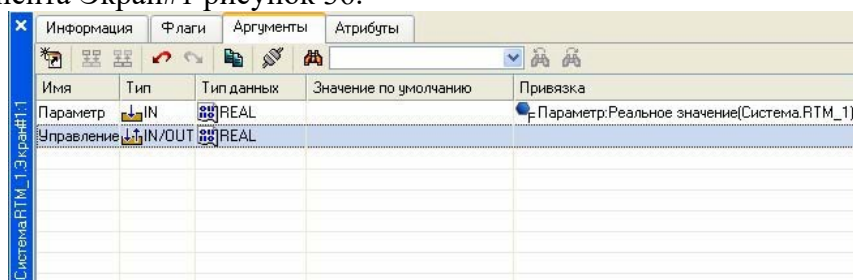 нента Экран#1 рисунок 30.
Информация Флаги Аргументы Атрибуты
Имя Тип Тип данных Значение по умолчанию Привязка
Параметр IN REAL Параметр:Реальное значение(Система.RTM_1)
Управление IN/OUT REAL
Система.RTM_1.Экран#1:1